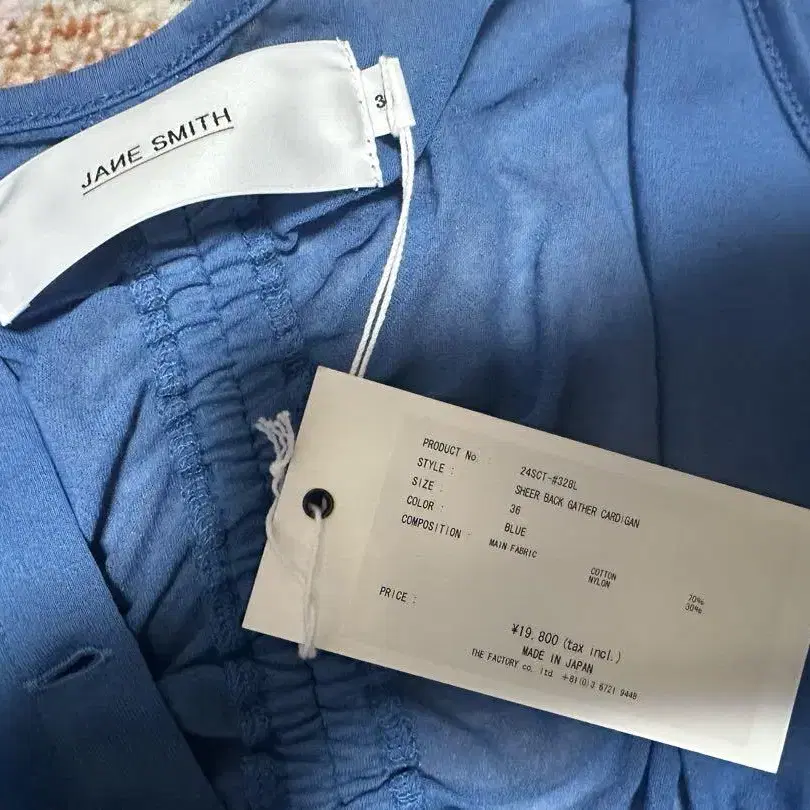 JAИE SMITH
3
PRODUCT No. : 24SCT-#328L
STYLE : SHEER BACK GATHER CARDIGAN
SIZE : 36
COLOR : BLUE
COMPOSITION : MAIN FABRIC
COTTON 70%
NYLON 30%
PRICE : ¥19,800 (tax incl.)
MADE IN JAPAN
THE FACTORY co., ltd. +81(0)3 6721 9448